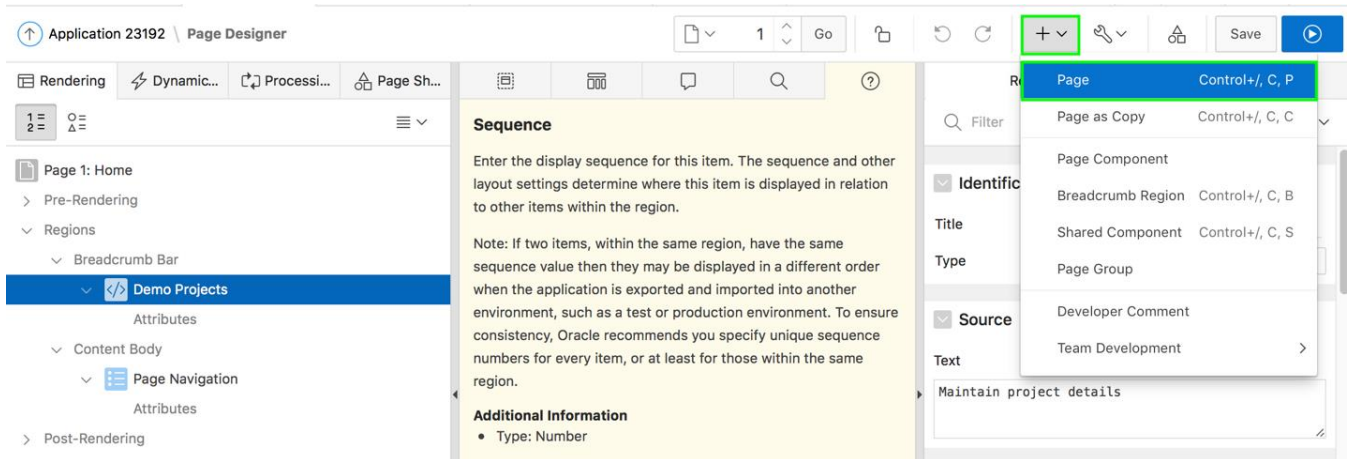 Application 23192 \ Page Designer
1
Go
Save
Rendering
Dynamic...
Processi...
Page Sh...
Page 1: Home
Pre-Rendering
Regions
Breadcrumb Bar
Demo Projects
Attributes
Content Body
Page Navigation
Attributes
Post-Rendering
Sequence
Enter the display sequence for this item. The sequence and other
layout settings determine where this item is displayed in relation
to other items within the region.
Note: If two items, within the same region, have the same
sequence value then they may be displayed in a different order
when the application is exported and imported into another
environment, such as a test or production environment. To ensure
consistency, Oracle recommends you specify unique sequence
numbers for every item, or at least for those within the same
region.
Additional Information
• Type: Number
Re
Filter
Identific
Title
Type
Source
Text
Maintain project details
Page Control+/, C, P
Page as Copy Control+/, C, C
Page Component
Breadcrumb Region Control+/, C, B
Shared Component Control+/, C, S
Page Group
Developer Comment
Team Development